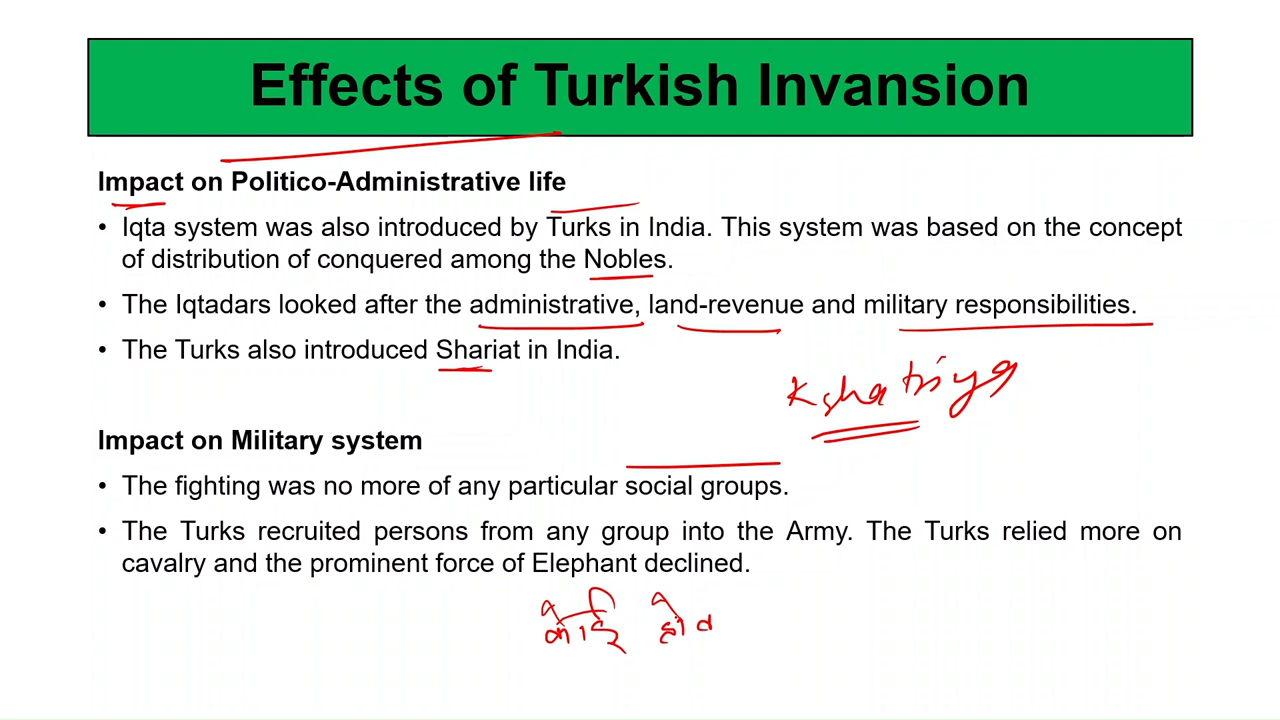 Effects of Turkish Invansion
Impact on Politico-Administrative life
• Iqta system was also introduced by Turks in India. This system was based on the concept
of distribution of conquered among the Nobles.
• The Iqtadars looked after the administrative, land-revenue and military responsibilities.
• The Turks also introduced Shariat in India.
Kshatriya
Impact on Military system
• The fighting was no more of any particular social groups.
• The Turks recruited persons from any group into the Army. The Turks relied more on
cavalry and the prominent force of Elephant declined.